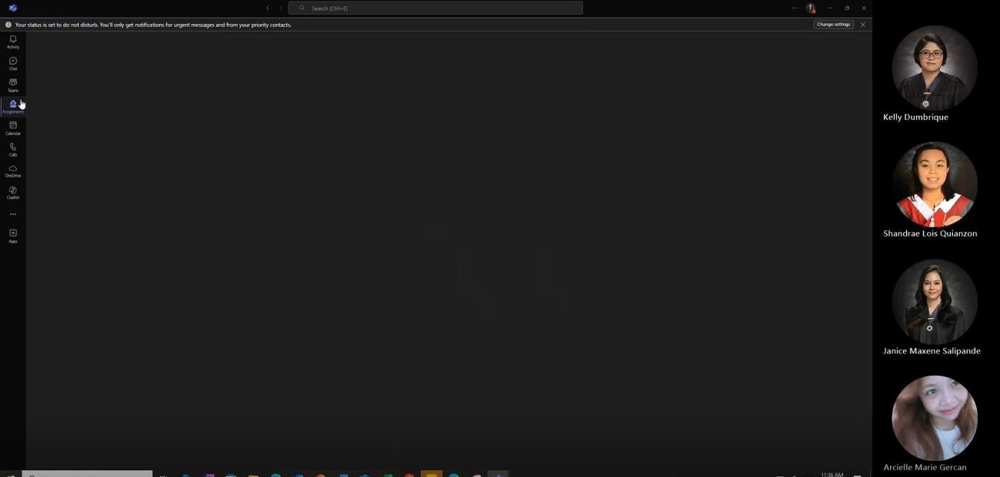 Search (Ctrl+E)
Your status is set to do not disturb. You'll only get notifications for urgent messages and from your priority contacts.
Change settings
Activity
Chat
Teams
Assignments
Calendar
Calls
OneDrive
Copilot
Apps
Kelly Dumbrique
Shandrae Lois Quianzon
Janice Maxene Salipande
Arcielle Marie Gercan
11:36 AM